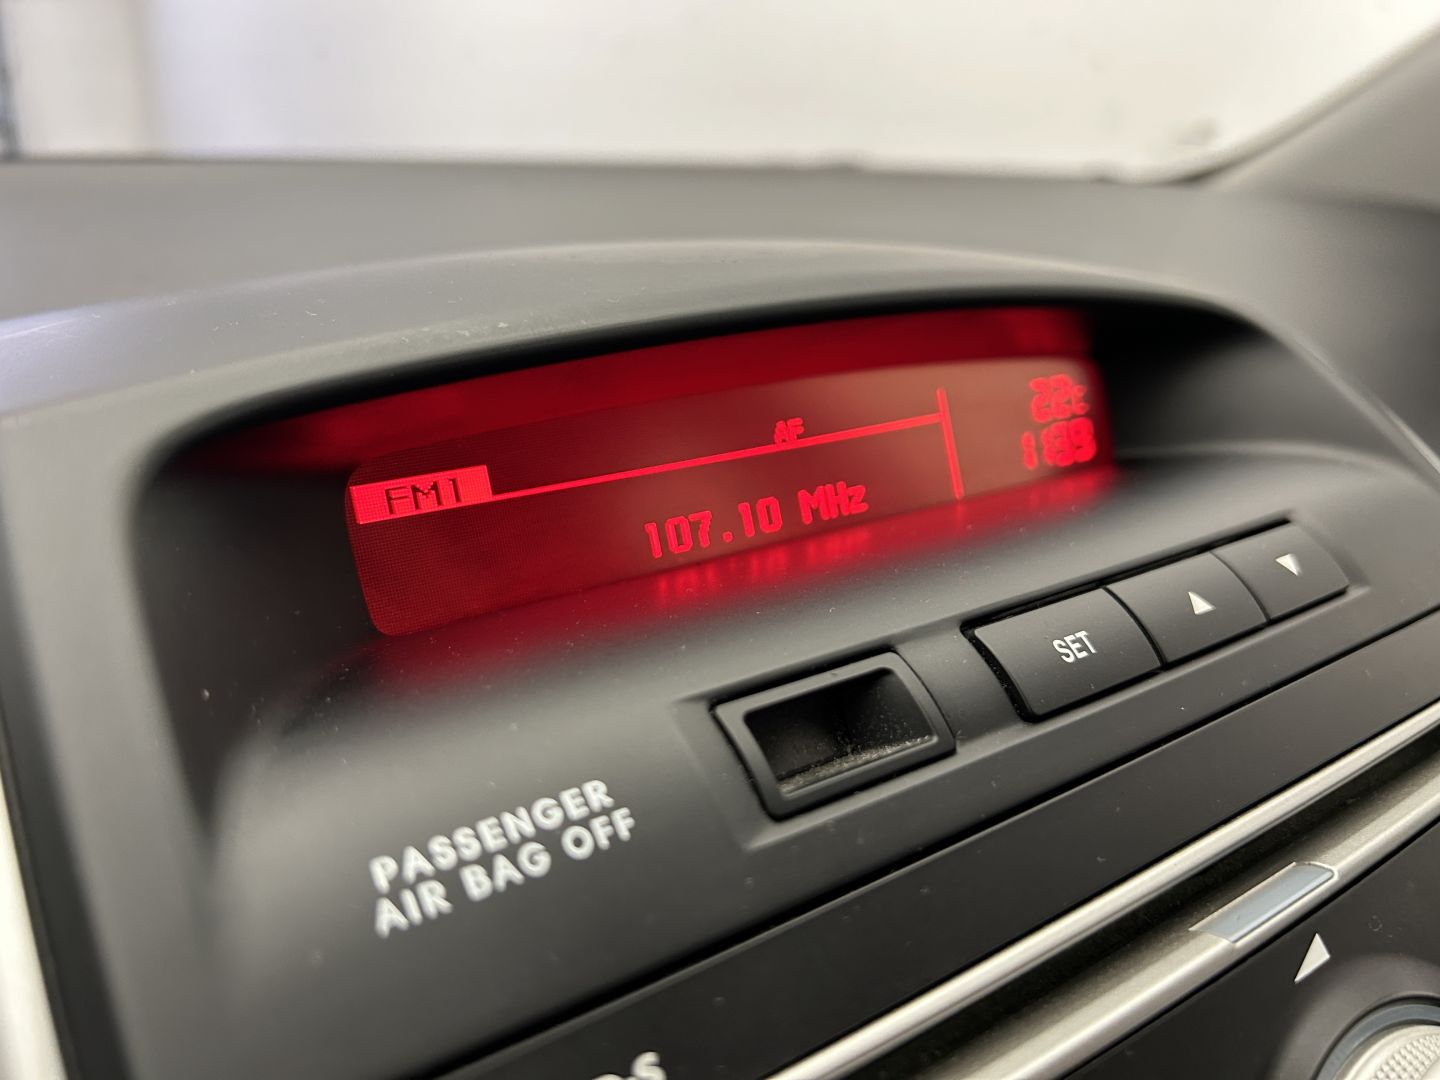 FM1
AF
22c
107.10 MHz
SET
PASSENGER
AIR BAG OFF